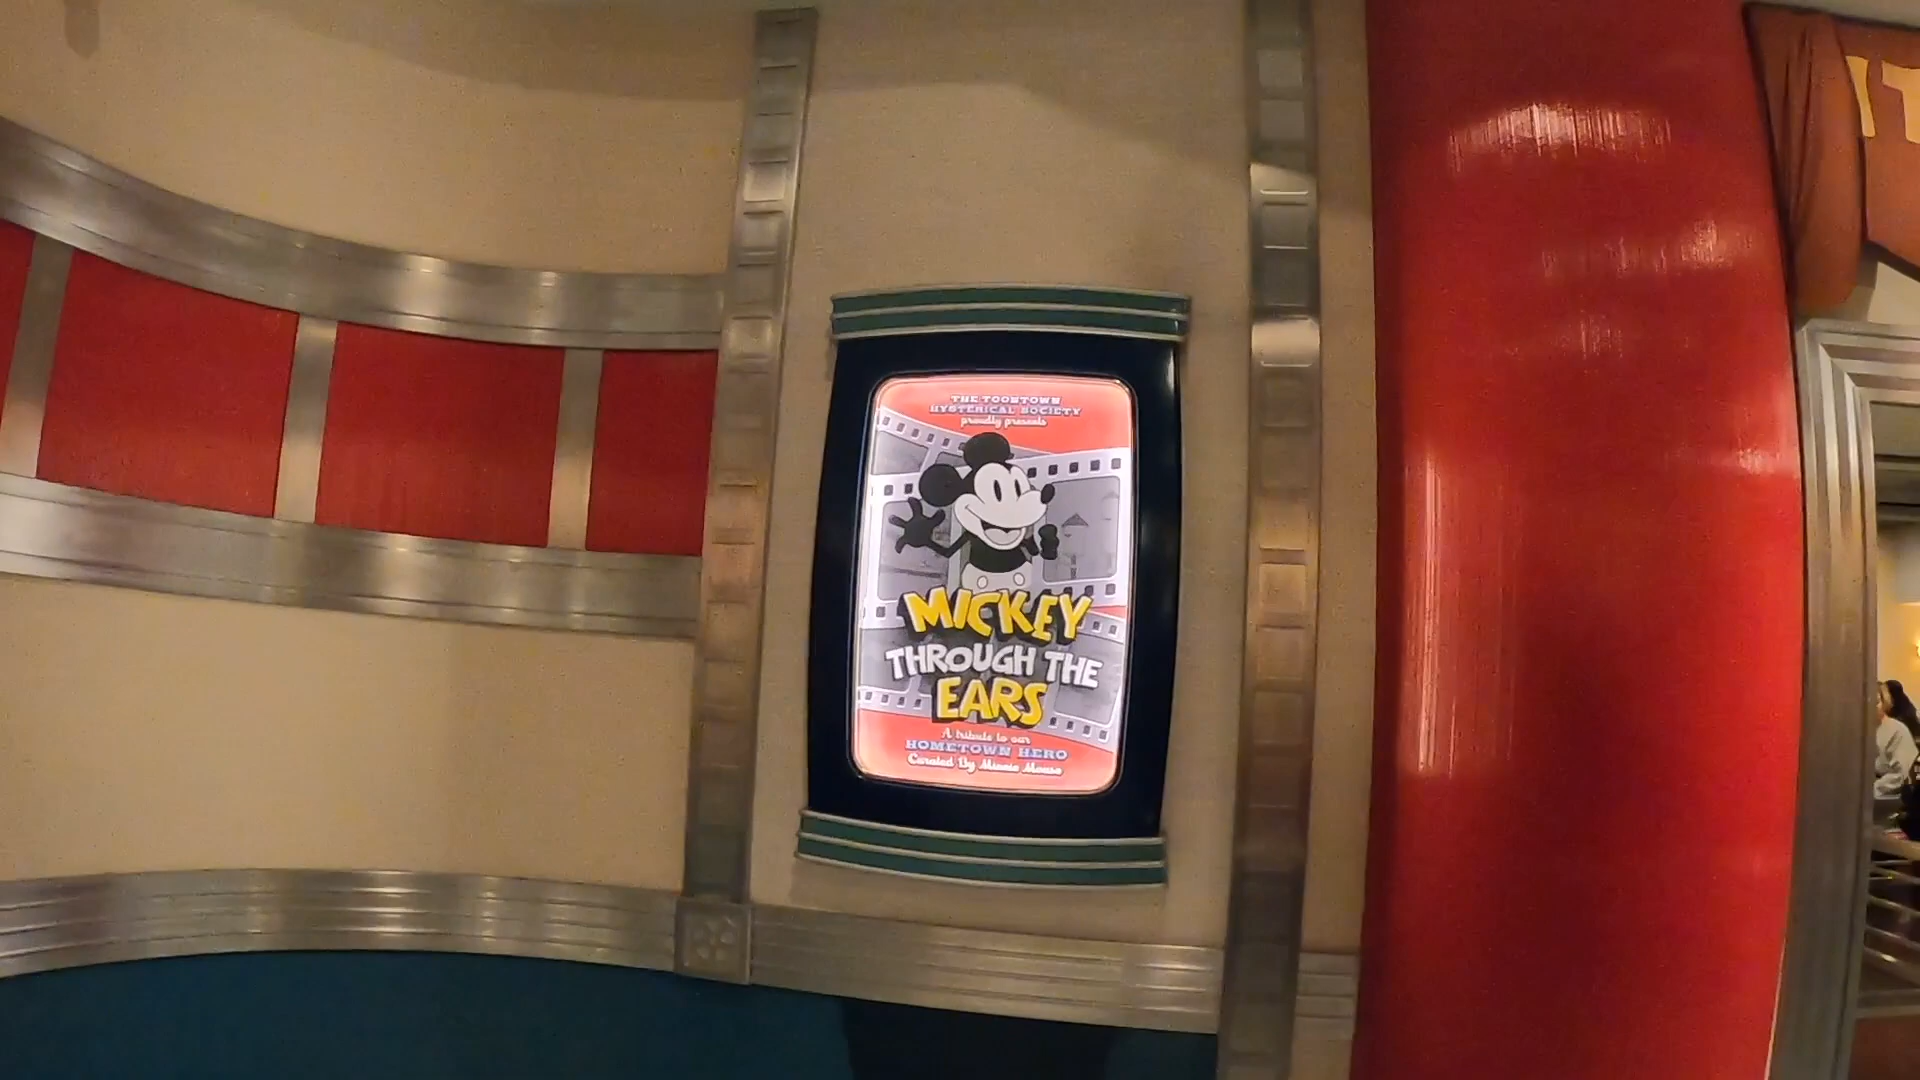 THE TOONTOWN
HYSTERICAL SOCIETY
proudly presents
MICKEY
THROUGH THE
EARS
A tribute to our
HOMETOWN HERO
Curated By Minnie Mouse